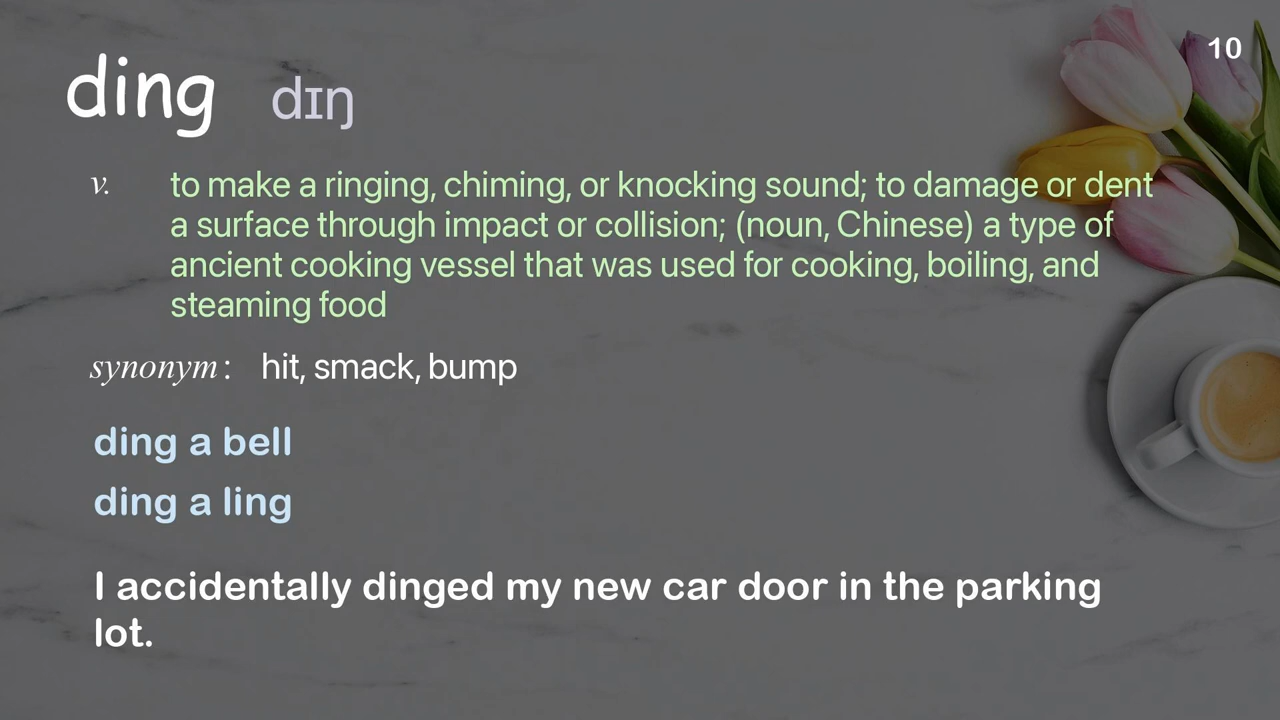 10
ding dɪŋ
v. to make a ringing, chiming, or knocking sound; to damage or dent
a surface through impact or collision; (noun, Chinese) a type of
ancient cooking vessel that was used for cooking, boiling, and
steaming food
synonym : hit, smack, bump
ding a bell
ding a ling
I accidentally dinged my new car door in the parking
lot.